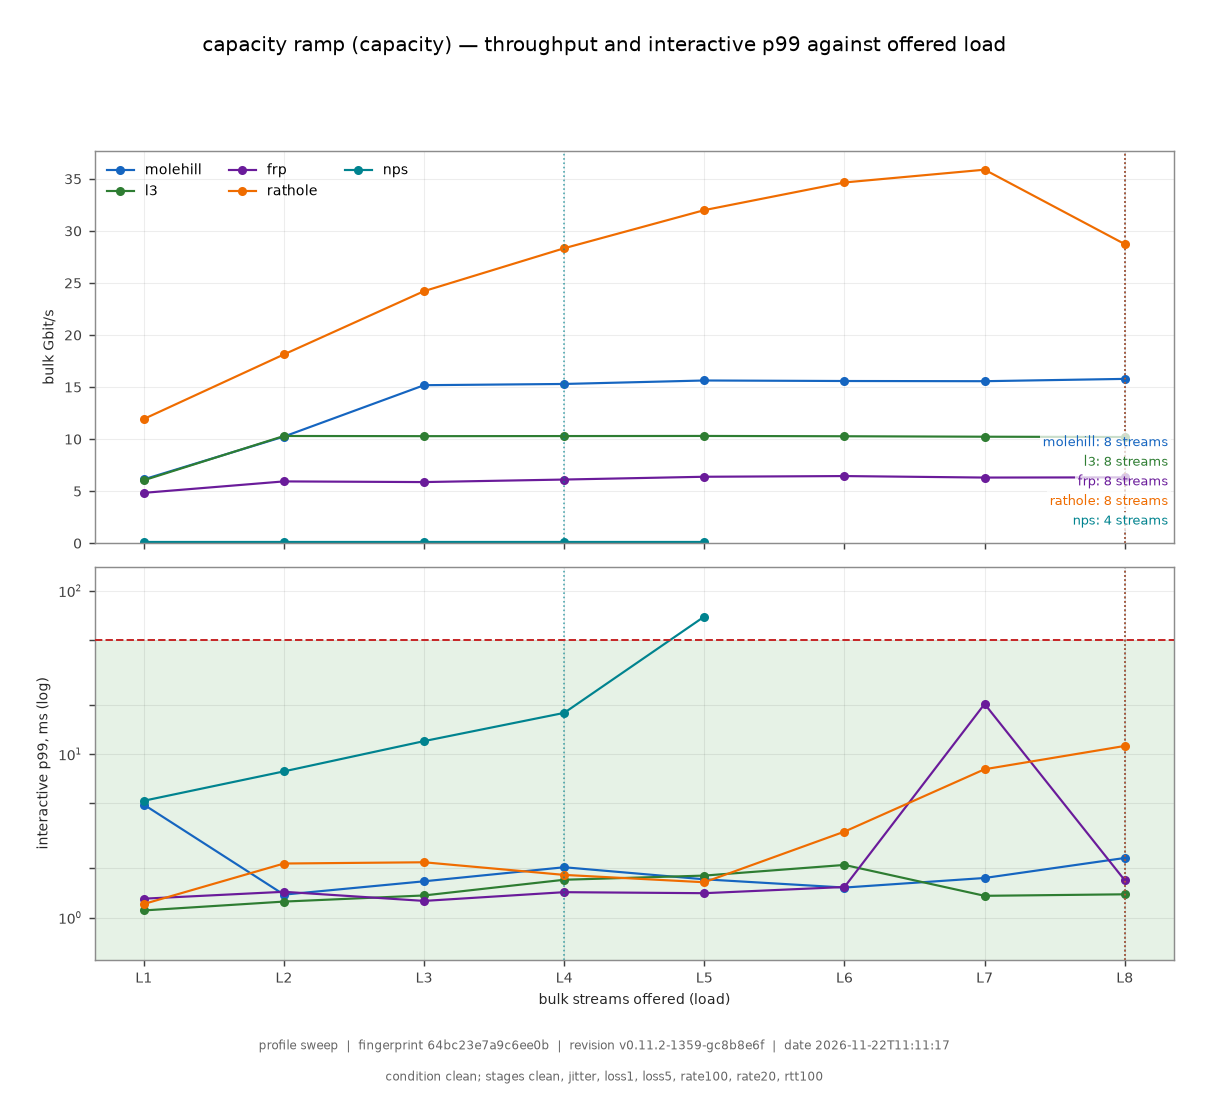 capacity ramp (capacity) — throughput and interactive p99 against offered load
molehill
frp
nps
l3
rathole
35
30
25
20
15
10
5
0
bulk Gbit/s
molehill: 8 streams
l3: 8 streams
frp: 8 streams
rathole: 8 streams
nps: 4 streams
10²
10¹
10⁰
interactive p99, ms (log)
L1 L2 L3 L4 L5 L6 L7 L8
bulk streams offered (load)
profile sweep | fingerprint 64bc23e7a9c6ee0b | revision v0.11.2-1359-gc8b8e6f | date 2026-11-22T11:11:17
condition clean; stages clean, jitter, loss1, loss5, rate100, rate20, rtt100